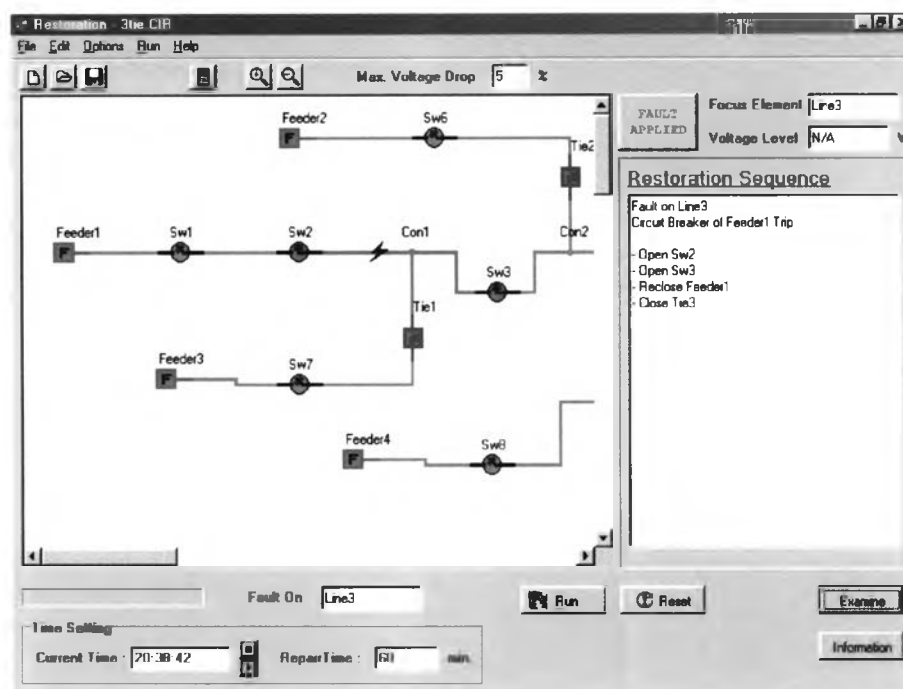 Restoration - 3tie CIR
File Edit Options Run Help
Max. Voltage Drop 5 %
FAULT APPLIED
Focus Element Line3
Voltage Level N/A V
Feeder2 Sw6
Tie2
Feeder1 Sw1 Sw2 Con1 Con2
Sw3
Tie1
Feeder3 Sw7
Feeder4 Sw8
F
F
F
F
Restoration Sequence
Fault on Line3
Circuit Breaker of Feeder1 Trip
- Open Sw2
- Open Sw3
- Reclose Feeder1
- Close Tie3
Fault On Line3
Run
Reset
Examine
Time Setting
Current Time : 20:38:42
RepairTime : 60 min.
Information